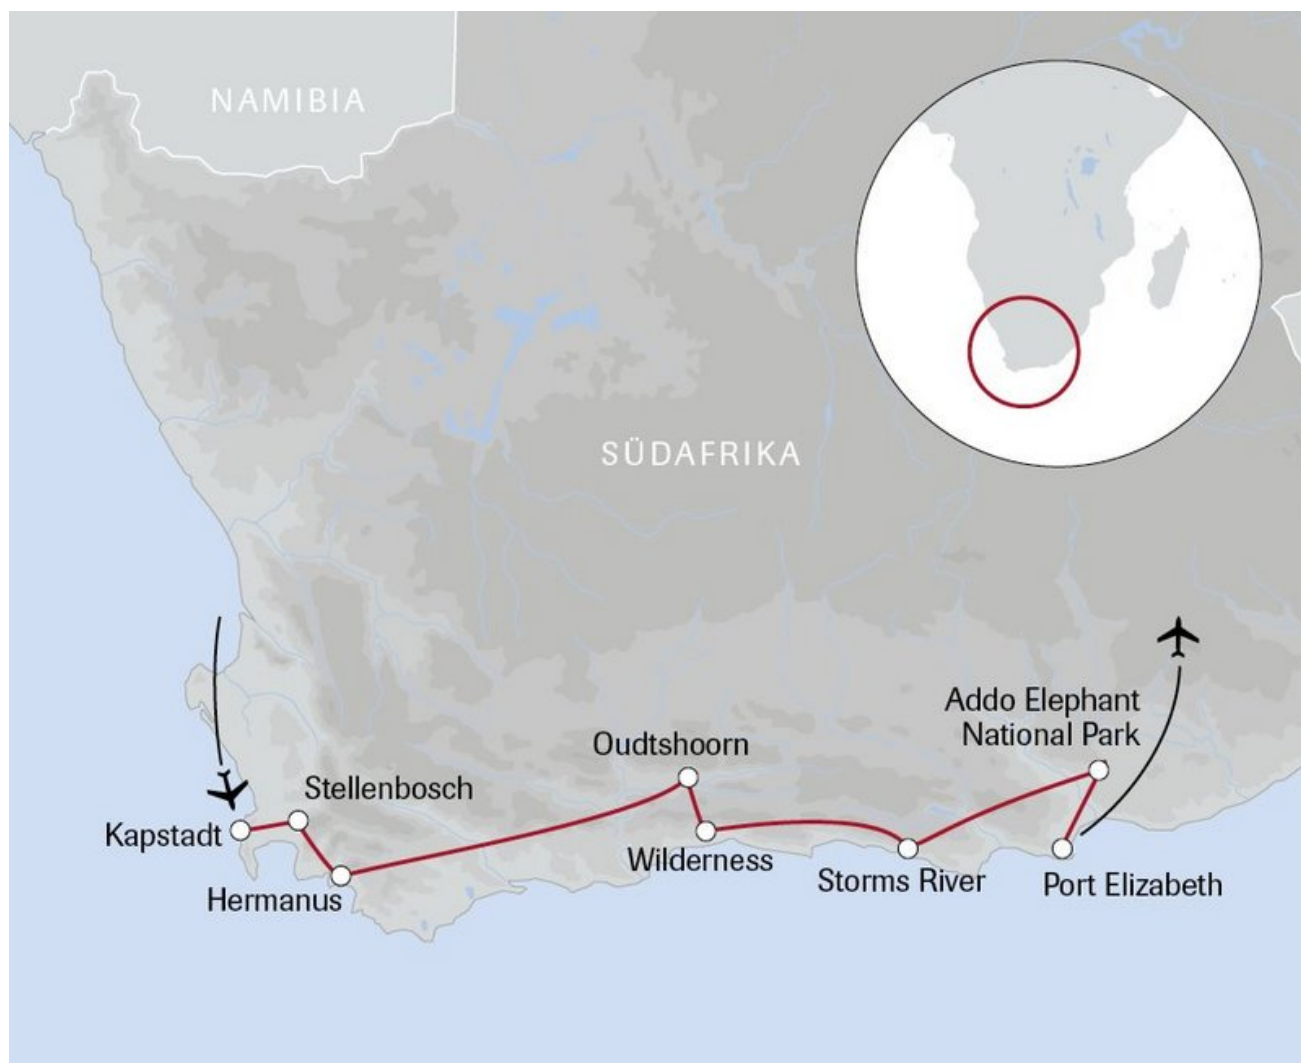 NAMIBIA
SÜDAFRIKA
Addo Elephant
National Park
Oudtshoorn
Stellenbosch
Kapstadt
Wilderness
Storms River
Port Elizabeth
Hermanus